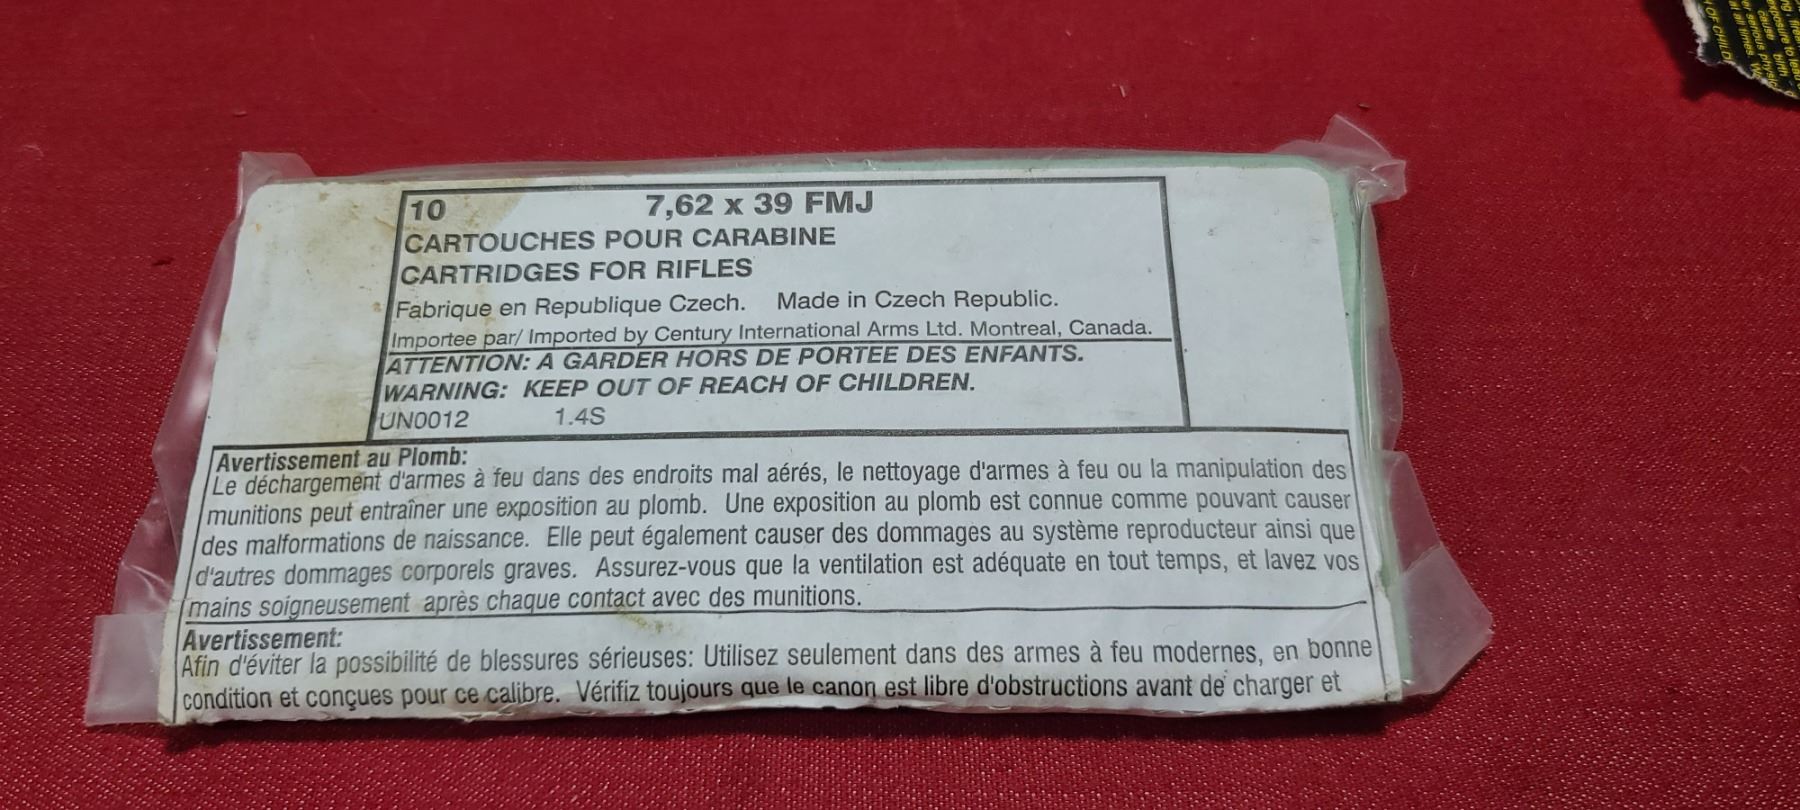 10 7,62 x 39 FMJ
CARTOUCHES POUR CARABINE
CARTRIDGES FOR RIFLES
Fabrique en Republique Czech. Made in Czech Republic.
Importee par/ Imported by Century International Arms Ltd. Montreal, Canada.
ATTENTION: A GARDER HORS DE PORTEE DES ENFANTS.
WARNING: KEEP OUT OF REACH OF CHILDREN.
UN0012 1.4S
Avertissement au Plomb:
Le déchargement d'armes à feu dans des endroits mal aérés, le nettoyage d'armes à feu ou la manipulation des
munitions peut entraîner une exposition au plomb. Une exposition au plomb est connue comme pouvant causer
des malformations de naissance. Elle peut également causer des dommages au système reproducteur ainsi que
d'autres dommages corporels graves. Assurez-vous que la ventilation est adéquate en tout temps, et lavez vos
mains soigneusement après chaque contact avec des munitions.
Avertissement:
Afin d'éviter la possibilité de blessures sérieuses: Utilisez seulement dans des armes à feu modernes, en bonne
condition et conçues pour ce calibre. Vérifiz toujours que le canon est libre d'obstructions avant de charger et